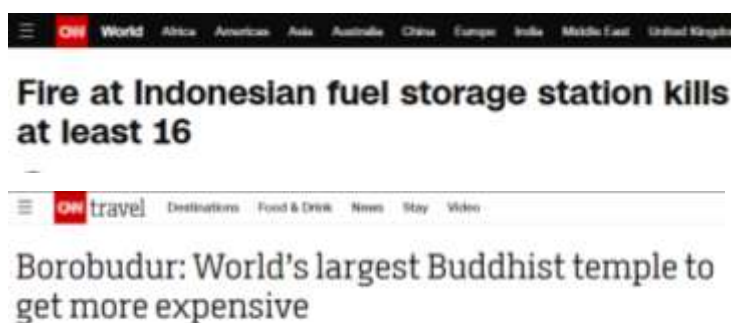 CNN World Africa Americas Asia Australia China Europe India Middle East United Kingdom
Fire at Indonesian fuel storage station kills
at least 16
CNN travel Destinations Food & Drink News Stay Video
Borobudur: World's largest Buddhist temple to
get more expensive